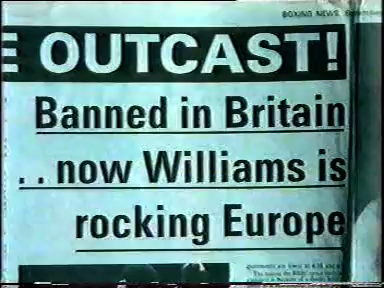 BOXING NEWS,
E OUTCAST!
Banned in Britain
.. now Williams is
rocking Europe